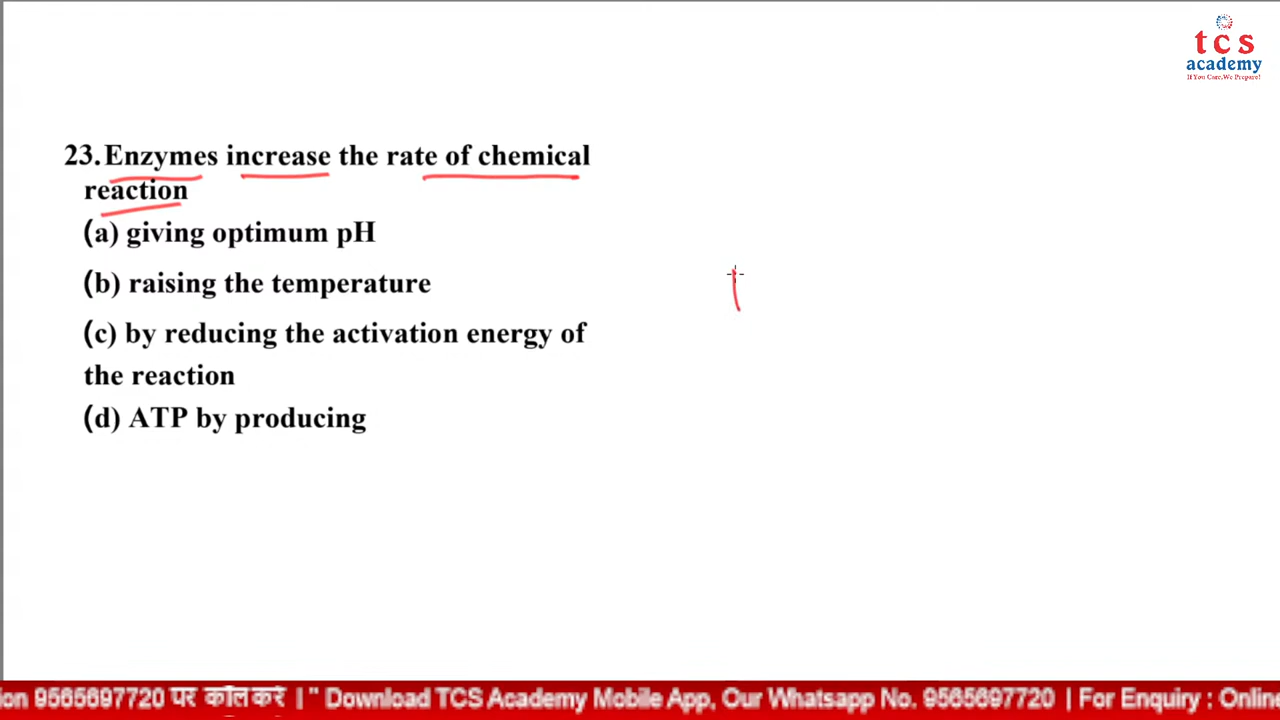 tcs
academy
If You Care,We Prepare!
23.Enzymes increase the rate of chemical
reaction
(a) giving optimum pH
(b) raising the temperature
(c) by reducing the activation energy of
the reaction
(d) ATP by producing
ion 9565697720 पर कॉल करे | " Download TCS Academy Mobile App, Our Whatsapp No. 9565697720 | For Enquiry : Online